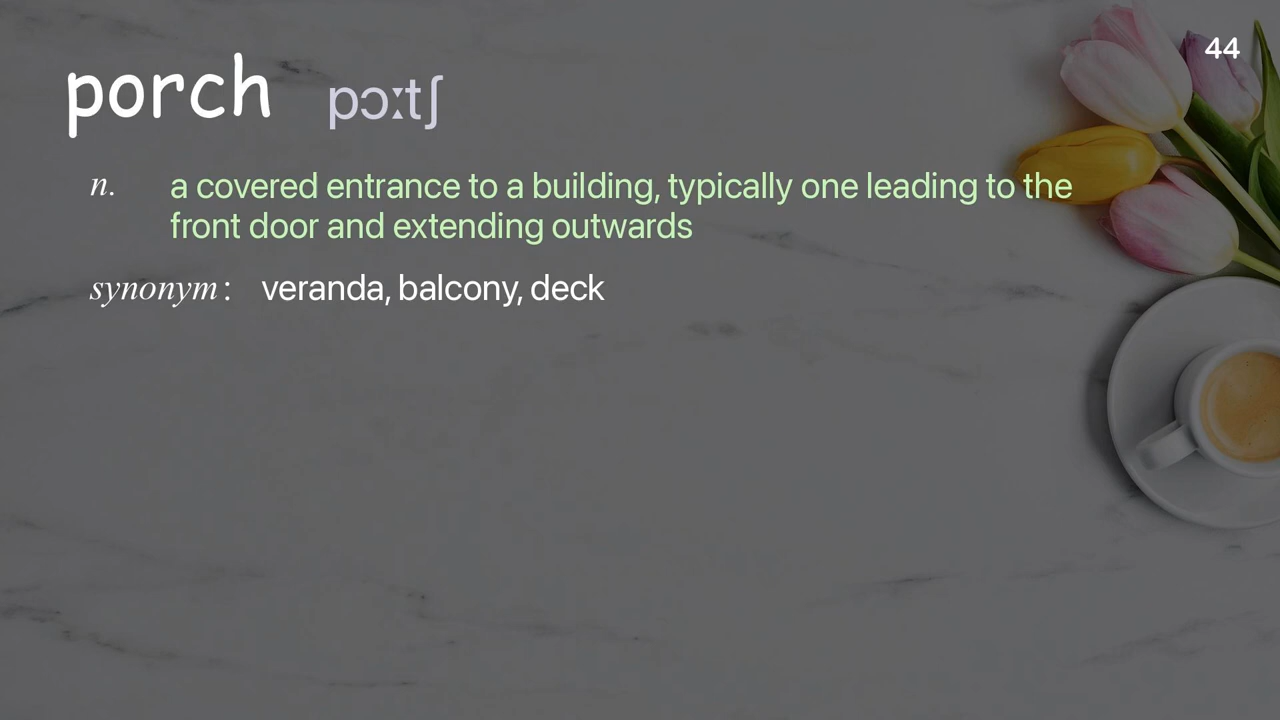 44
porch pɔːtʃ
n. a covered entrance to a building, typically one leading to the
front door and extending outwards
synonym: veranda, balcony, deck